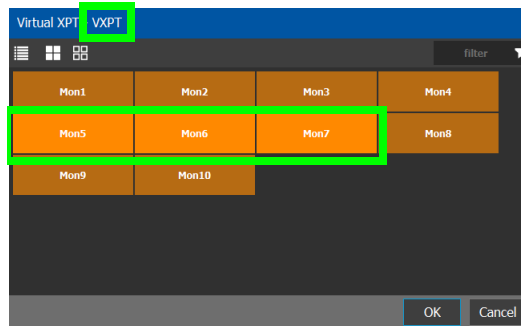 Virtual XPT VXPT
filter
Mon1 Mon2 Mon3 Mon4
Mon5 Mon6 Mon7 Mon8
Mon9 Mon10
OK Cancel